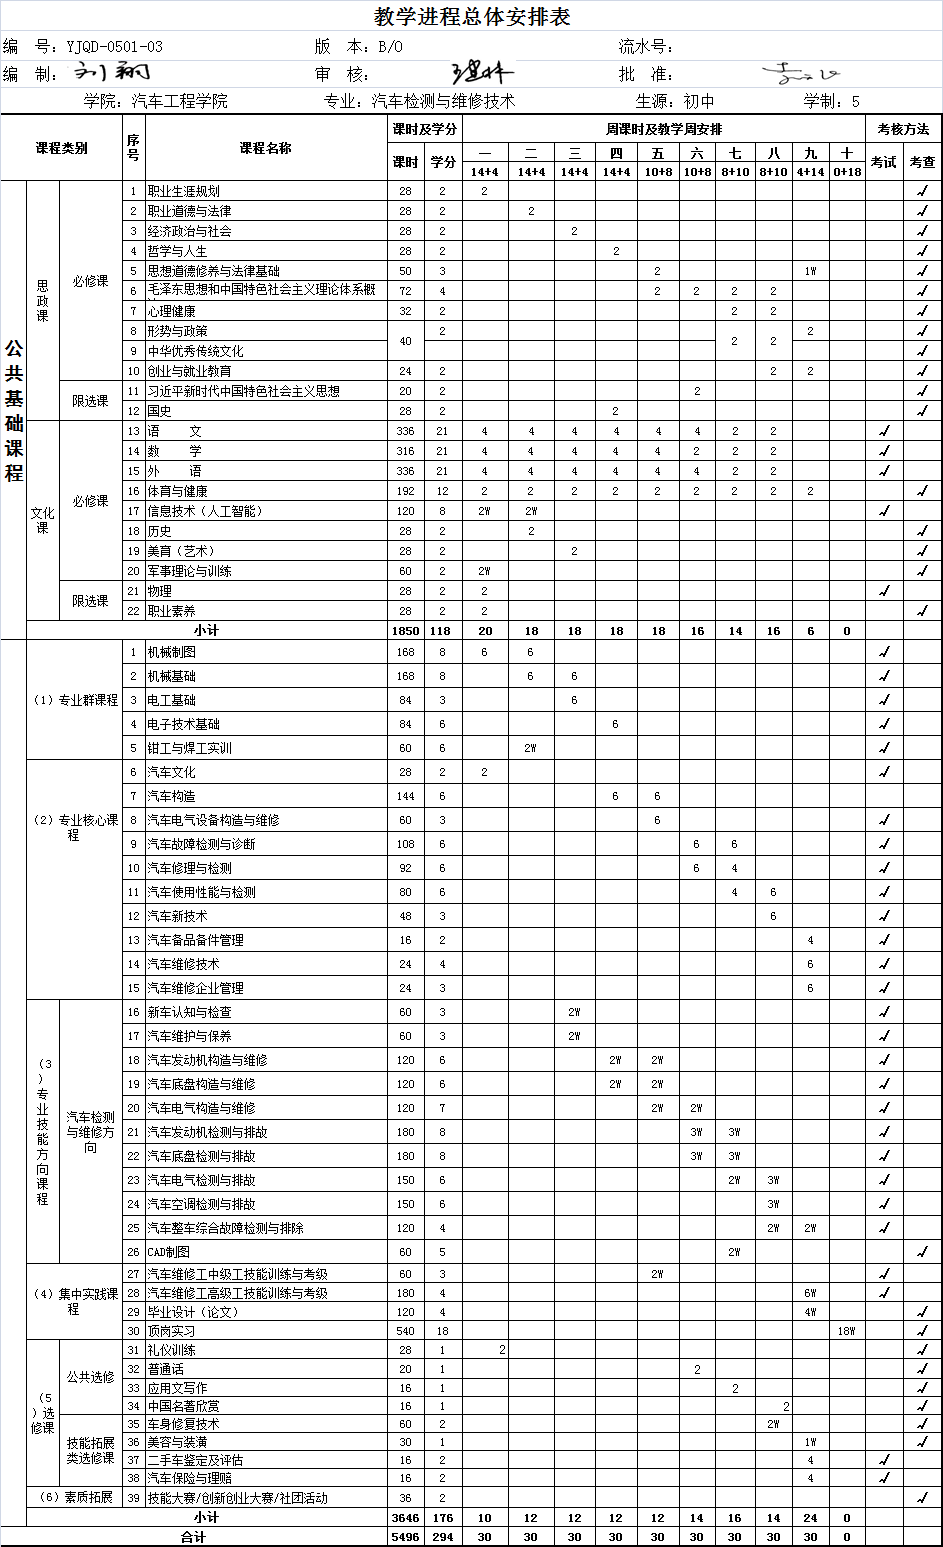 教学进程总体安排表
编 号：YJQD-0501-03 版 本：B/O 流水号：
编 制：刘翔 审 核： 批 准：
学院：汽车工程学院 专业：汽车检测与维修技术 生源：初中 学制：5
课程类别 序号 课程名称 课时及学分 周课时及教学周安排 考核方法
课时 学分 一 二 三 四 五 六 七 八 九 十 考试 考查
14+4 14+4 14+4 14+4 10+8 10+8 8+10 8+10 4+14 0+18
公共基础课程
思政课
必修课
1 职业生涯规划 28 2 2 ✓
2 职业道德与法律 28 2 2 ✓
3 经济政治与社会 28 2 2 ✓
4 哲学与人生 28 2 2 ✓
5 思想道德修养与法律基础 50 3 2 1W ✓
6 毛泽东思想和中国特色社会主义理论体系概 72 4 2 2 2 2 ✓
7 心理健康 32 2 2 2 ✓
8 形势与政策 40 2 2 2 2 ✓
9 中华优秀传统文化 ✓
10 创业与就业教育 24 2 2 2 ✓
限选课
11 习近平新时代中国特色社会主义思想 20 2 2 ✓
12 国史 28 2 2 ✓
文化课
必修课
13 语 文 336 21 4 4 4 4 4 4 2 2 ✓
14 数 学 316 21 4 4 4 4 4 2 2 2 ✓
15 外 语 336 21 4 4 4 4 4 4 2 2 ✓
16 体育与健康 192 12 2 2 2 2 2 2 2 2 2 ✓
17 信息技术（人工智能） 120 8 2W 2W ✓
18 历史 28 2 2 ✓
19 美育（艺术） 28 2 2 ✓
20 军事理论与训练 60 2 2W ✓
限选课
21 物理 28 2 2 ✓
22 职业素养 28 2 2 ✓
小计 1850 118 20 18 18 18 18 16 14 16 6 0
（1）专业群课程
1 机械制图 168 8 6 6 ✓
2 机械基础 168 8 6 6 ✓
3 电工基础 84 3 6 ✓
4 电子技术基础 84 6 6 ✓
5 钳工与焊工实训 60 6 2W ✓
（2）专业核心课程
6 汽车文化 28 2 2 ✓
7 汽车构造 144 6 6 6
8 汽车电气设备构造与维修 60 3 6 ✓
9 汽车故障检测与诊断 108 6 6 6 ✓
10 汽车修理与检测 92 6 6 4 ✓
11 汽车使用性能与检测 80 6 4 6 ✓
12 汽车新技术 48 3 6 ✓
13 汽车备品备件管理 16 2 4 ✓
14 汽车维修技术 24 4 6 ✓
15 汽车维修企业管理 24 3 6 ✓
（3）专业技能方向课程
汽车检测与维修方向
16 新车认知与检查 60 3 2W ✓
17 汽车维护与保养 60 3 2W ✓
18 汽车发动机构造与维修 120 6 2W 2W ✓
19 汽车底盘构造与维修 120 6 2W 2W ✓
20 汽车电气构造与维修 120 7 2W 2W ✓
21 汽车发动机检测与排故 180 8 3W 3W ✓
22 汽车底盘检测与排故 180 8 3W 3W ✓
23 汽车电气检测与排故 150 6 2W 3W ✓
24 汽车空调检测与排故 150 6 3W ✓
25 汽车整车综合故障检测与排除 120 4 2W 2W ✓
26 CAD制图 60 5 2W ✓
（4）集中实践课程
27 汽车维修工中级工技能训练与考级 60 3 2W ✓
28 汽车维修工高级工技能训练与考级 180 4 6W ✓
29 毕业设计（论文） 120 4 4W ✓
30 顶岗实习 540 18 18W ✓
（5）选修课
公共选修
31 礼仪训练 28 1 2 ✓
32 普通话 20 1 2 ✓
33 应用文写作 16 1 2 ✓
34 中国名著欣赏 16 1 2 ✓
技能拓展类选修课
35 车身修复技术 60 2 2W ✓
36 美容与装潢 30 1 1W ✓
37 二手车鉴定及评估 16 2 4 ✓
38 汽车保险与理赔 16 2 4 ✓
（6）素质拓展 39 技能大赛/创新创业大赛/社团活动 36 2 ✓
小计 3646 176 10 12 12 12 12 14 16 14 24 0
合计 5496 294 30 30 30 30 30 30 30 30 30 0